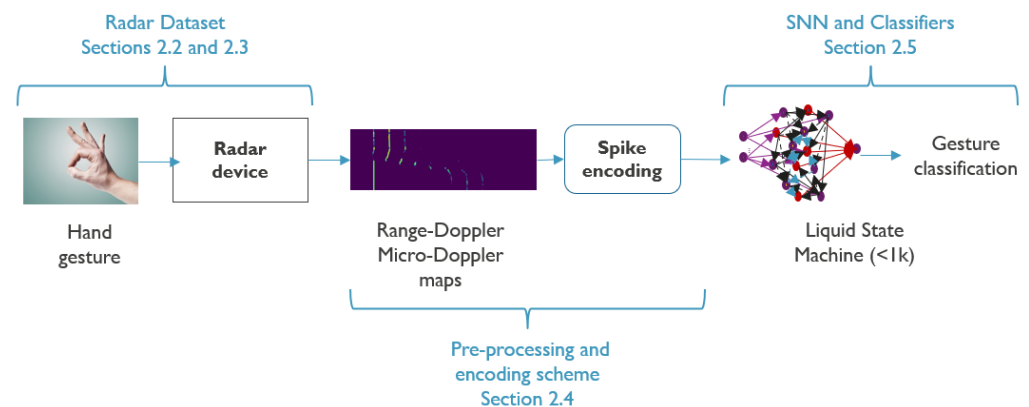 Radar Dataset
Sections 2.2 and 2.3
SNN and Classifiers
Section 2.5
Radar
device
Spike
encoding
Gesture
classification
Hand
gesture
Range-Doppler
Micro-Doppler
maps
Liquid State
Machine (<1k)
Pre-processing and
encoding scheme
Section 2.4